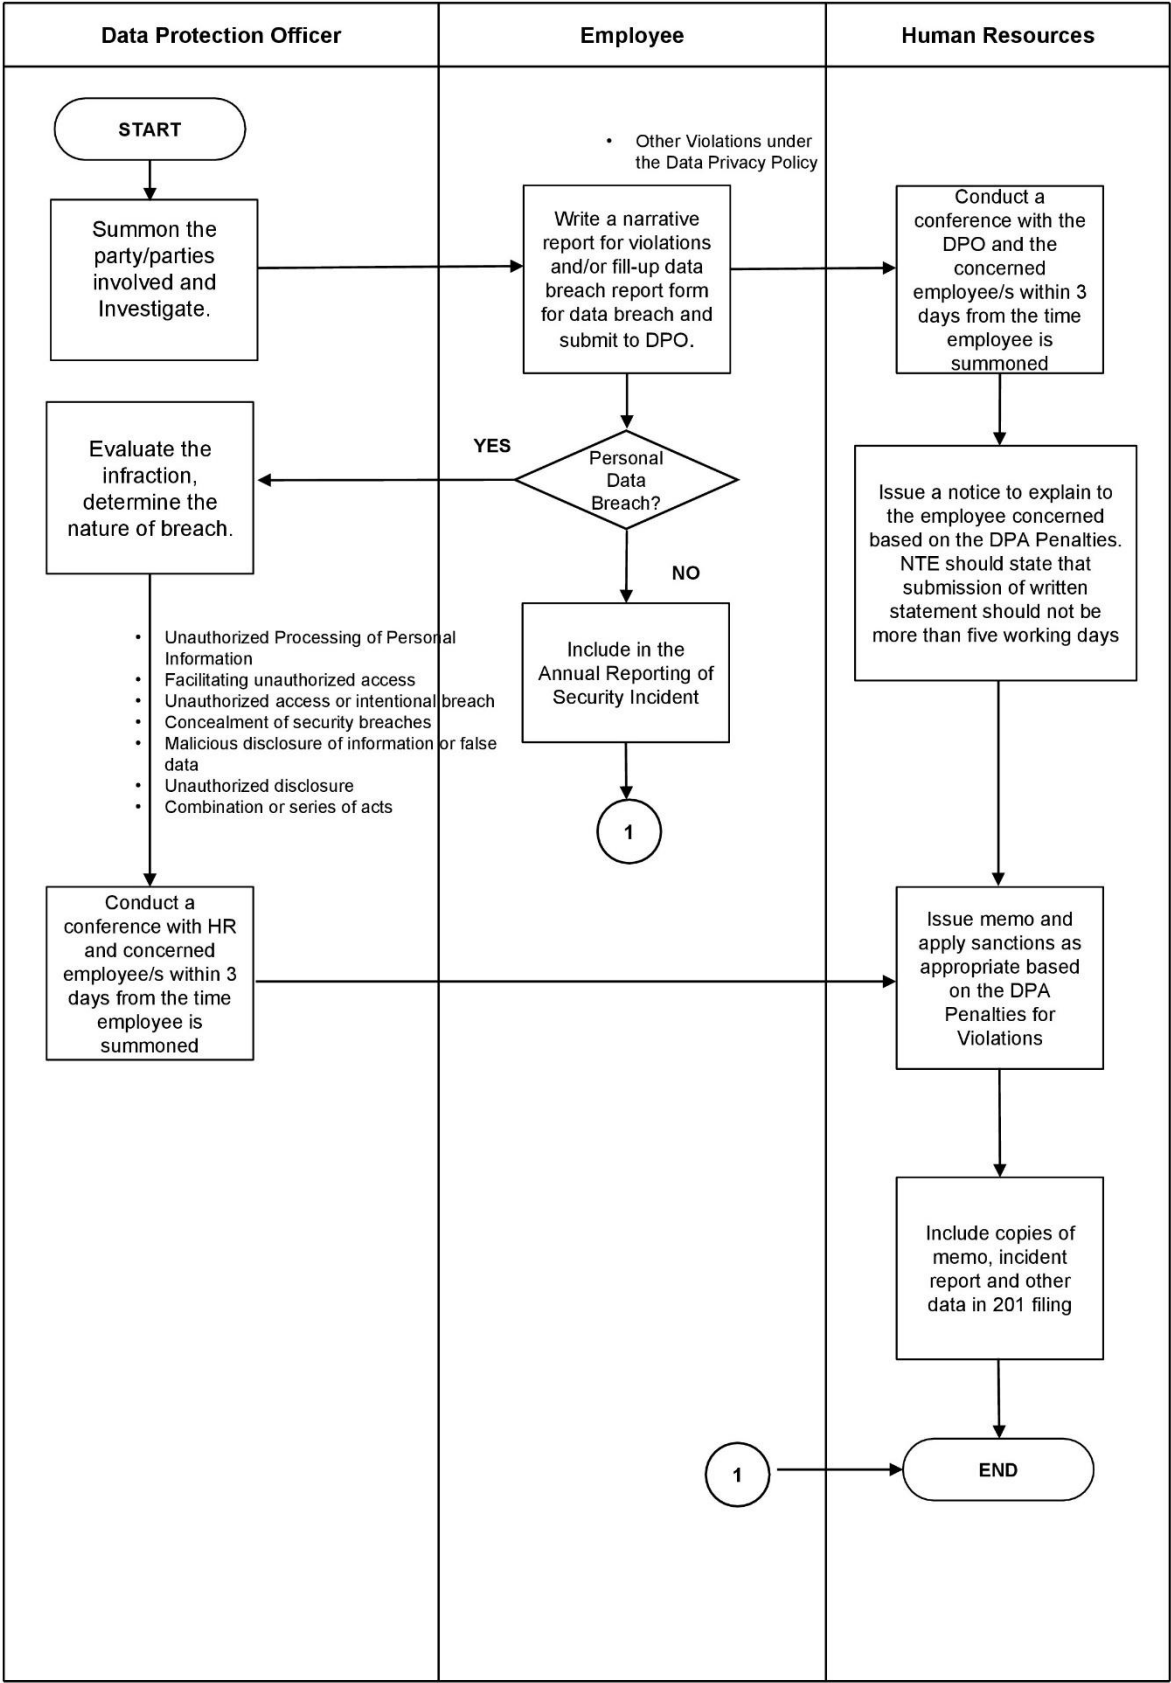 Data Protection Officer
Employee
Human Resources
START
• Other Violations under
the Data Privacy Policy
Summon the
party/parties
involved and
Investigate.
Write a narrative
report for violations
and/or fill-up data
breach report form
for data breach and
submit to DPO.
Conduct a
conference with the
DPO and the
concerned
employee/s within 3
days from the time
employee is
summoned
Evaluate the
infraction,
determine the
nature of breach.
YES
Personal
Data
Breach?
NO
Issue a notice to explain to
the employee concerned
based on the DPA Penalties.
NTE should state that
submission of written
statement should not be
more than five working days
• Unauthorized Processing of Personal
Information
• Facilitating unauthorized access
• Unauthorized access or intentional breach
• Concealment of security breaches
• Malicious disclosure of information or false
data
• Unauthorized disclosure
• Combination or series of acts
Include in the
Annual Reporting of
Security Incident
1
Conduct a
conference with HR
and concerned
employee/s within 3
days from the time
employee is
summoned
Issue memo and
apply sanctions as
appropriate based
on the DPA
Penalties for
Violations
Include copies of
memo, incident
report and other
data in 201 filing
1
END